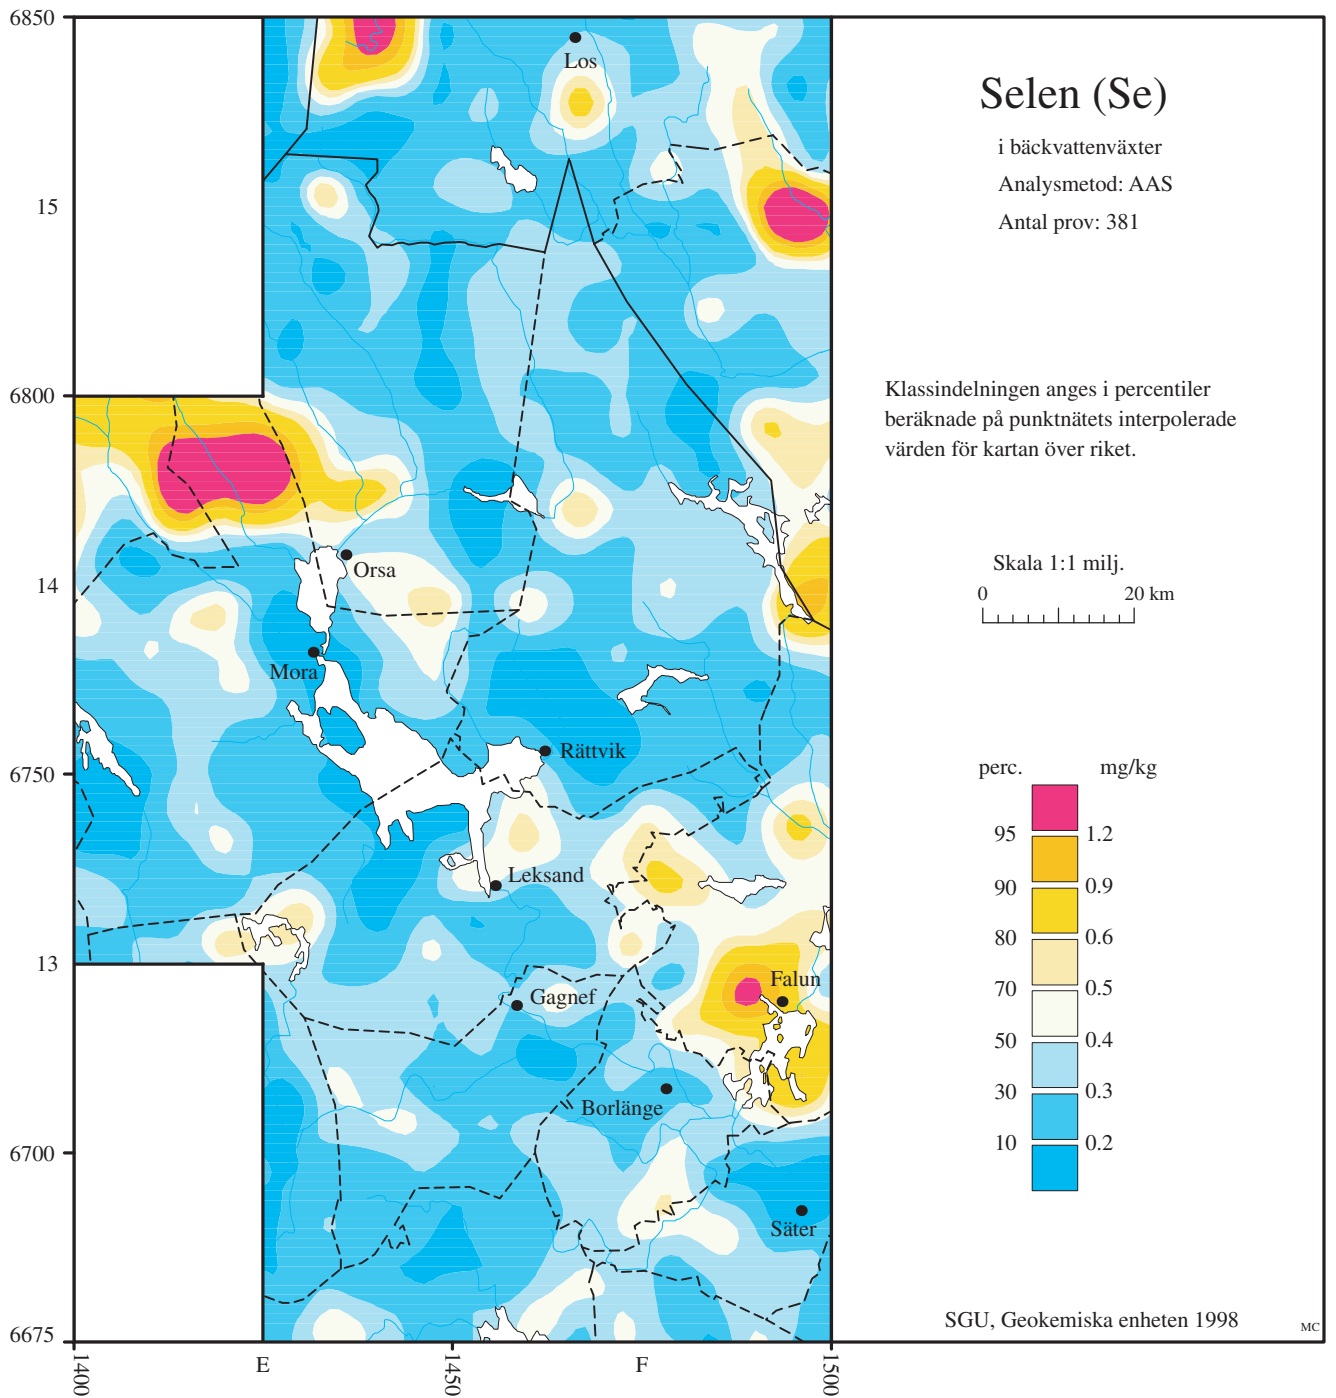 6850
15
6800
14
6750
13
6700
6675
1400
E
1450
F
1500
Los
Orsa
Mora
Rättvik
Leksand
Gagnef
Falun
Borlänge
Säter
Selen (Se)
i bäckvattenväxter
Analysmetod: AAS
Antal prov: 381
Klassindelningen anges i percentiler
beräknade på punktnätets interpolerade
värden för kartan över riket.
Skala 1:1 milj.
0 20 km
perc. mg/kg
95 1.2
90 0.9
80 0.6
70 0.5
50 0.4
30 0.3
10 0.2
SGU, Geokemiska enheten 1998
MC